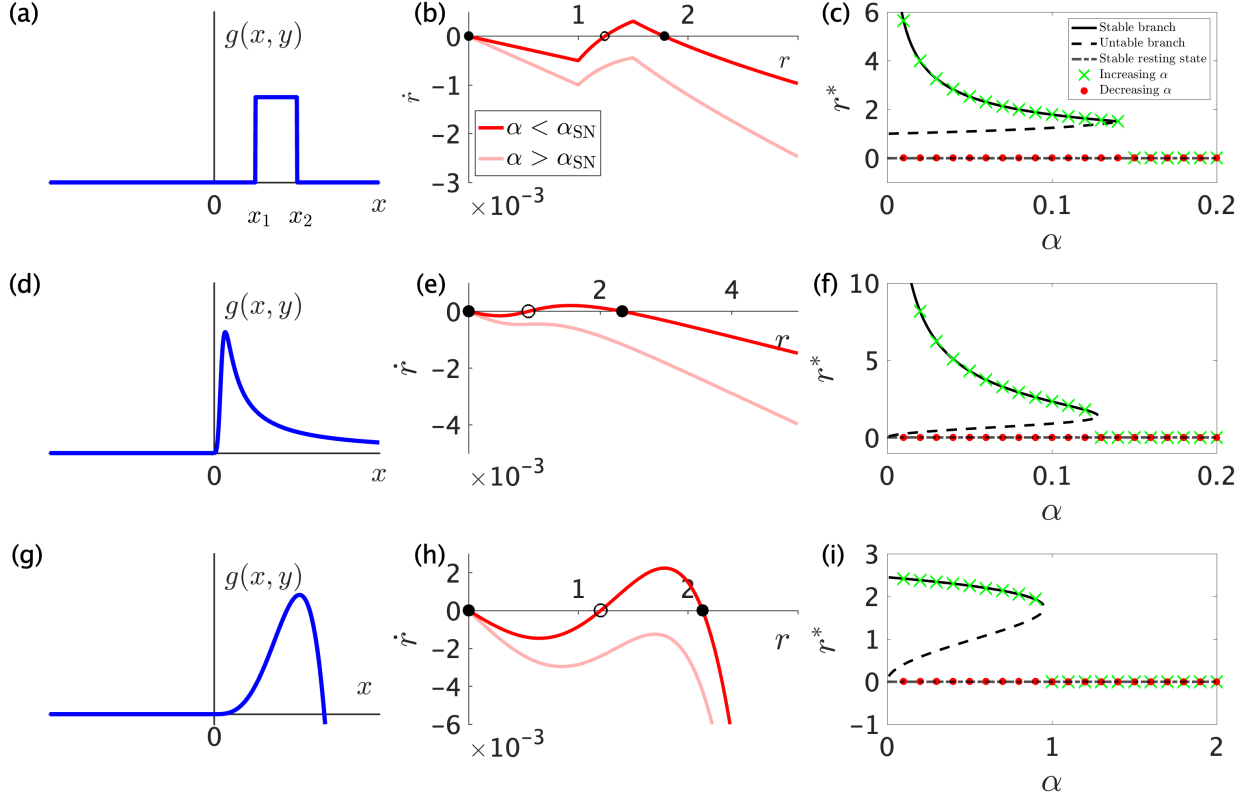 (a)
g(x, y)
0
x₁
x₂
x
(b)
1
2
0
-1
-2
-3
ṙ
r
α < α_SN
α > α_SN
×10⁻³
(c)
6
4
2
0
r*
Stable branch
Untable branch
Stable resting state
Increasing α
Decreasing α
0
0.1
0.2
α
(d)
g(x, y)
0
x
(e)
2
4
0
-2
-4
ṙ
r
×10⁻³
(f)
10
5
0
r*
0
0.1
0.2
α
(g)
g(x, y)
x
0
(h)
1
2
2
0
-2
-4
-6
ṙ
r
×10⁻³
(i)
3
2
1
0
-1
r*
0
1
2
α